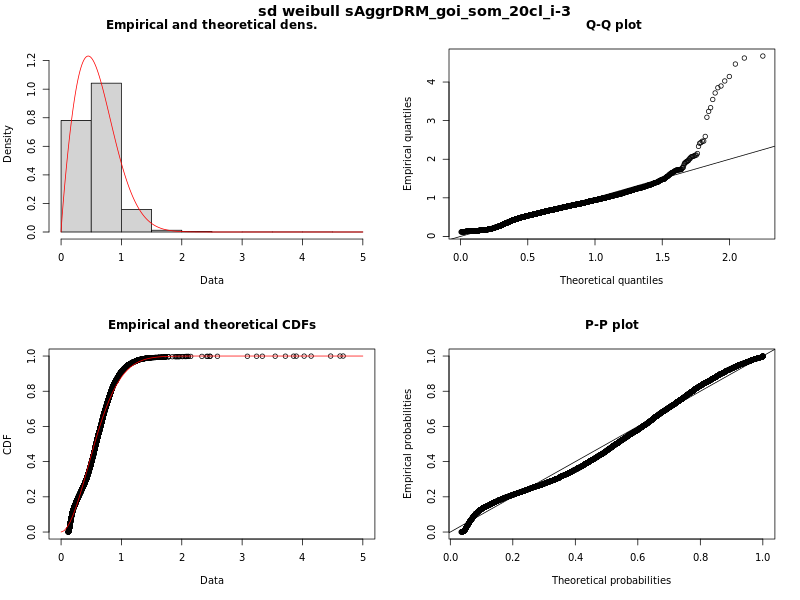 sd weibull sAggrDRM_goi_som_20cl_i-3
Empirical and theoretical dens.
Density
0.0 0.2 0.4 0.6 0.8 1.0 1.2
0 1 2 3 4 5
Data
Q-Q plot
Empirical quantiles
0 1 2 3 4
0.0 0.5 1.0 1.5 2.0
Theoretical quantiles
Empirical and theoretical CDFs
CDF
0.0 0.2 0.4 0.6 0.8 1.0
0 1 2 3 4 5
Data
P-P plot
Empirical probabilities
0.0 0.2 0.4 0.6 0.8 1.0
0.0 0.2 0.4 0.6 0.8 1.0
Theoretical probabilities